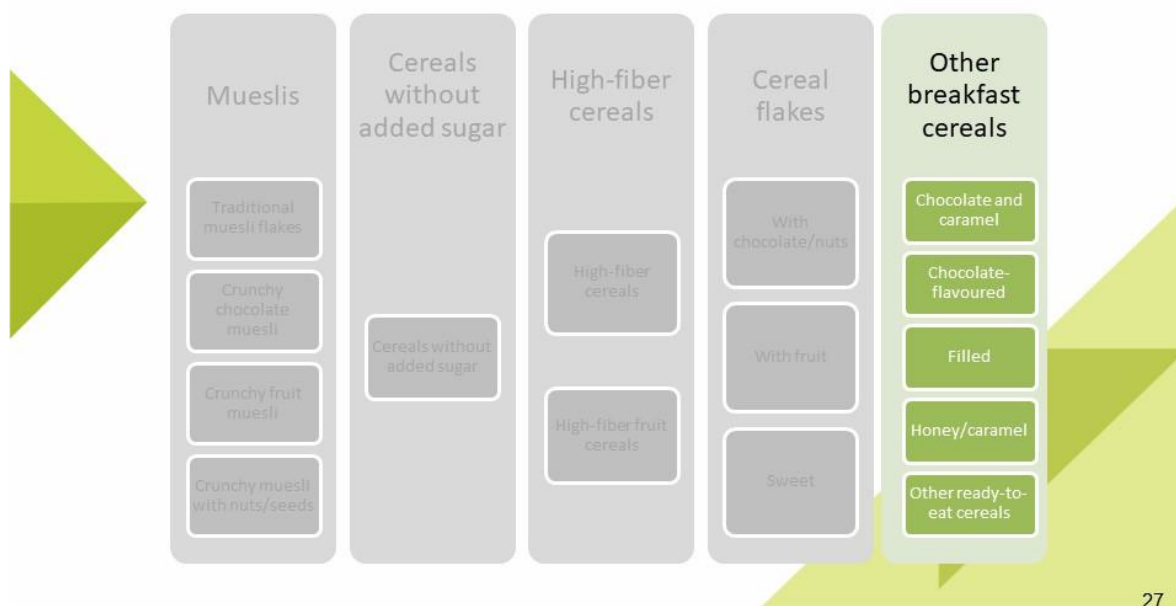 Mueslis
Traditional
muesli flakes
Crunchy
chocolate
muesli
Crunchy fruit
muesli
Crunchy muesli
with nuts/seeds
Cereals
without
added sugar
Cereals without
added sugar
High-fiber
cereals
High-fiber
cereals
High-fiber fruit
cereals
Cereal
flakes
With
chocolate/nuts
With fruit
Sweet
Other
breakfast
cereals
Chocolate and
caramel
Chocolate-
flavoured
Filled
Honey/caramel
Other ready-to-
eat cereals
27